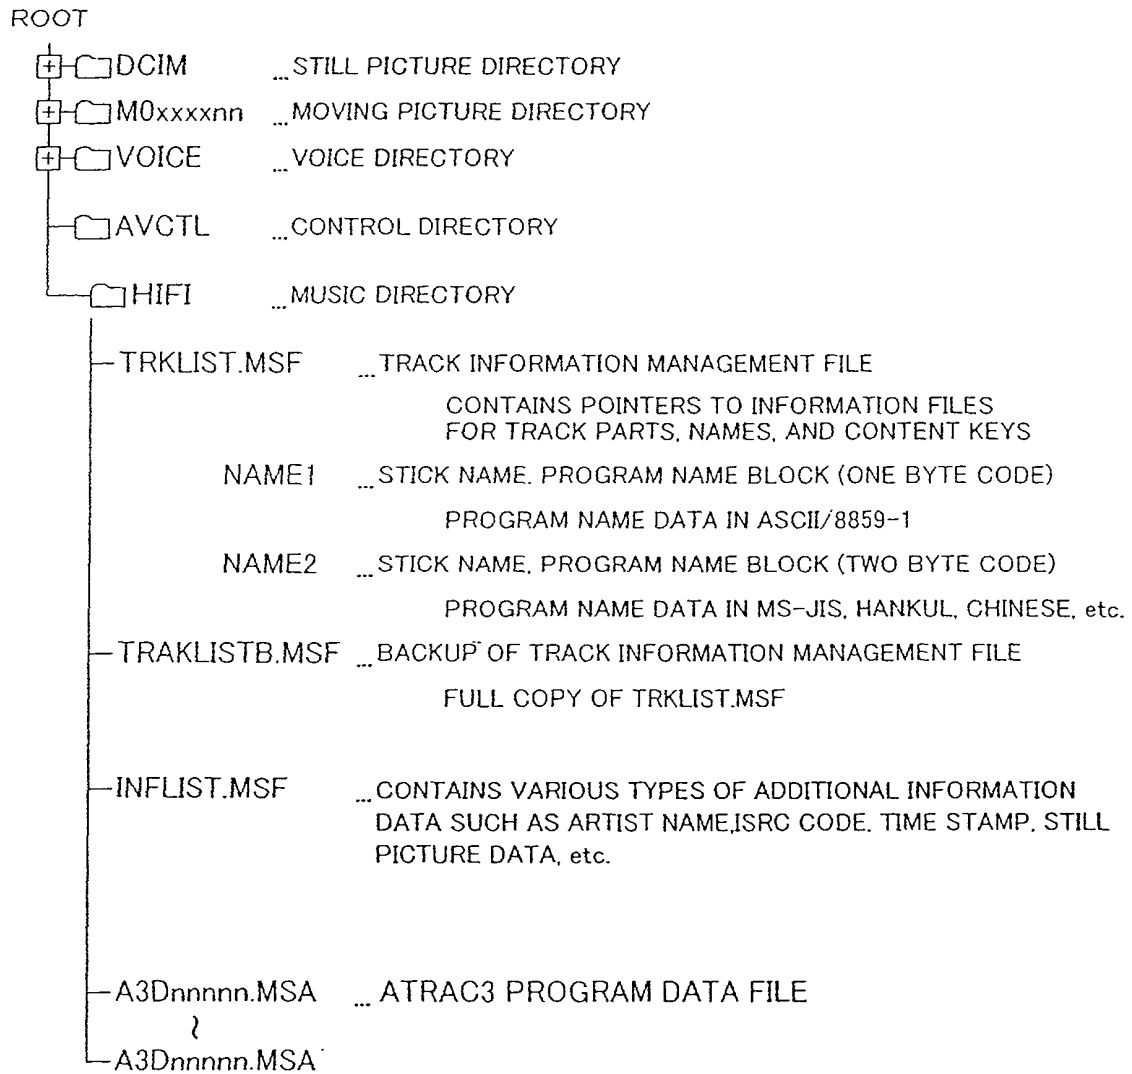 ROOT
DCIM ... STILL PICTURE DIRECTORY
M0xxxxnn ... MOVING PICTURE DIRECTORY
VOICE ... VOICE DIRECTORY
AVCTL ... CONTROL DIRECTORY
HIFI ... MUSIC DIRECTORY
TRKLIST.MSF ... TRACK INFORMATION MANAGEMENT FILE
CONTAINS POINTERS TO INFORMATION FILES
FOR TRACK PARTS, NAMES, AND CONTENT KEYS
NAME1 ... STICK NAME, PROGRAM NAME BLOCK (ONE BYTE CODE)
PROGRAM NAME DATA IN ASCII/8859-1
NAME2 ... STICK NAME, PROGRAM NAME BLOCK (TWO BYTE CODE)
PROGRAM NAME DATA IN MS-JIS, HANKUL, CHINESE, etc.
TRAKLISTB.MSF ... BACKUP OF TRACK INFORMATION MANAGEMENT FILE
FULL COPY OF TRKLIST.MSF
INFLIST.MSF ... CONTAINS VARIOUS TYPES OF ADDITIONAL INFORMATION
DATA SUCH AS ARTIST NAME,ISRC CODE, TIME STAMP, STILL
PICTURE DATA, etc.
A3Dnnnnn.MSA ... ATRAC3 PROGRAM DATA FILE
~
A3Dnnnnn.MSA